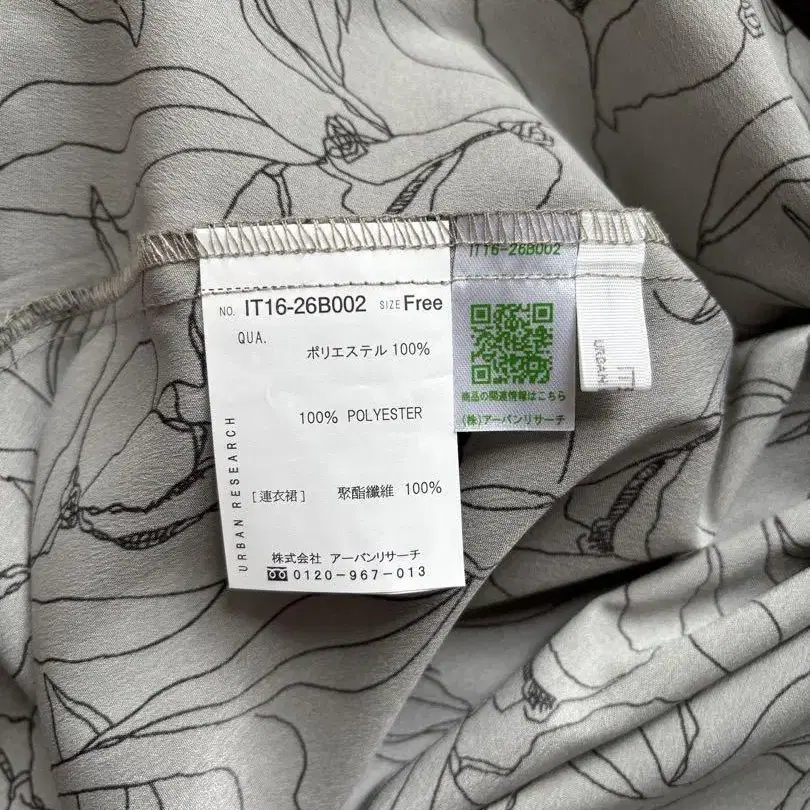 NO. IT16-26B002 SIZE Free
QUA.
ポリエステル 100%
100% POLYESTER
[連衣裙] 聚酯纖維 100%
URBAN RESEARCH
株式会社 アーバンリサーチ
0120-967-013
IT16-26B002
商品の関連情報はこちら
(株)アーバンリサーチ
URBAN